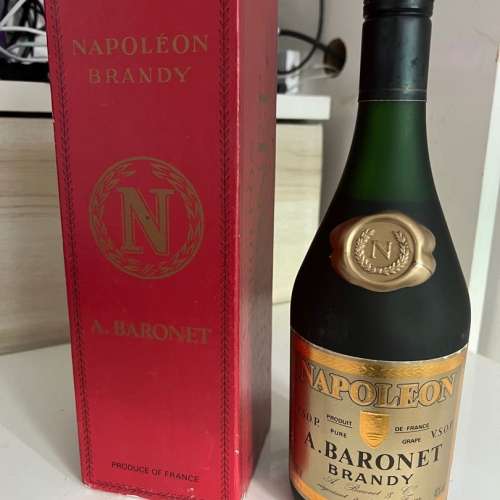 NAPOLÉON
BRANDY
N
A. BARONET
PRODUCE OF FRANCE
N
NAPOLEON
V.S.O.P. V.S.O.P.
PRODUIT DE FRANCE
PURE GRAPE
A. BARONET
BRANDY